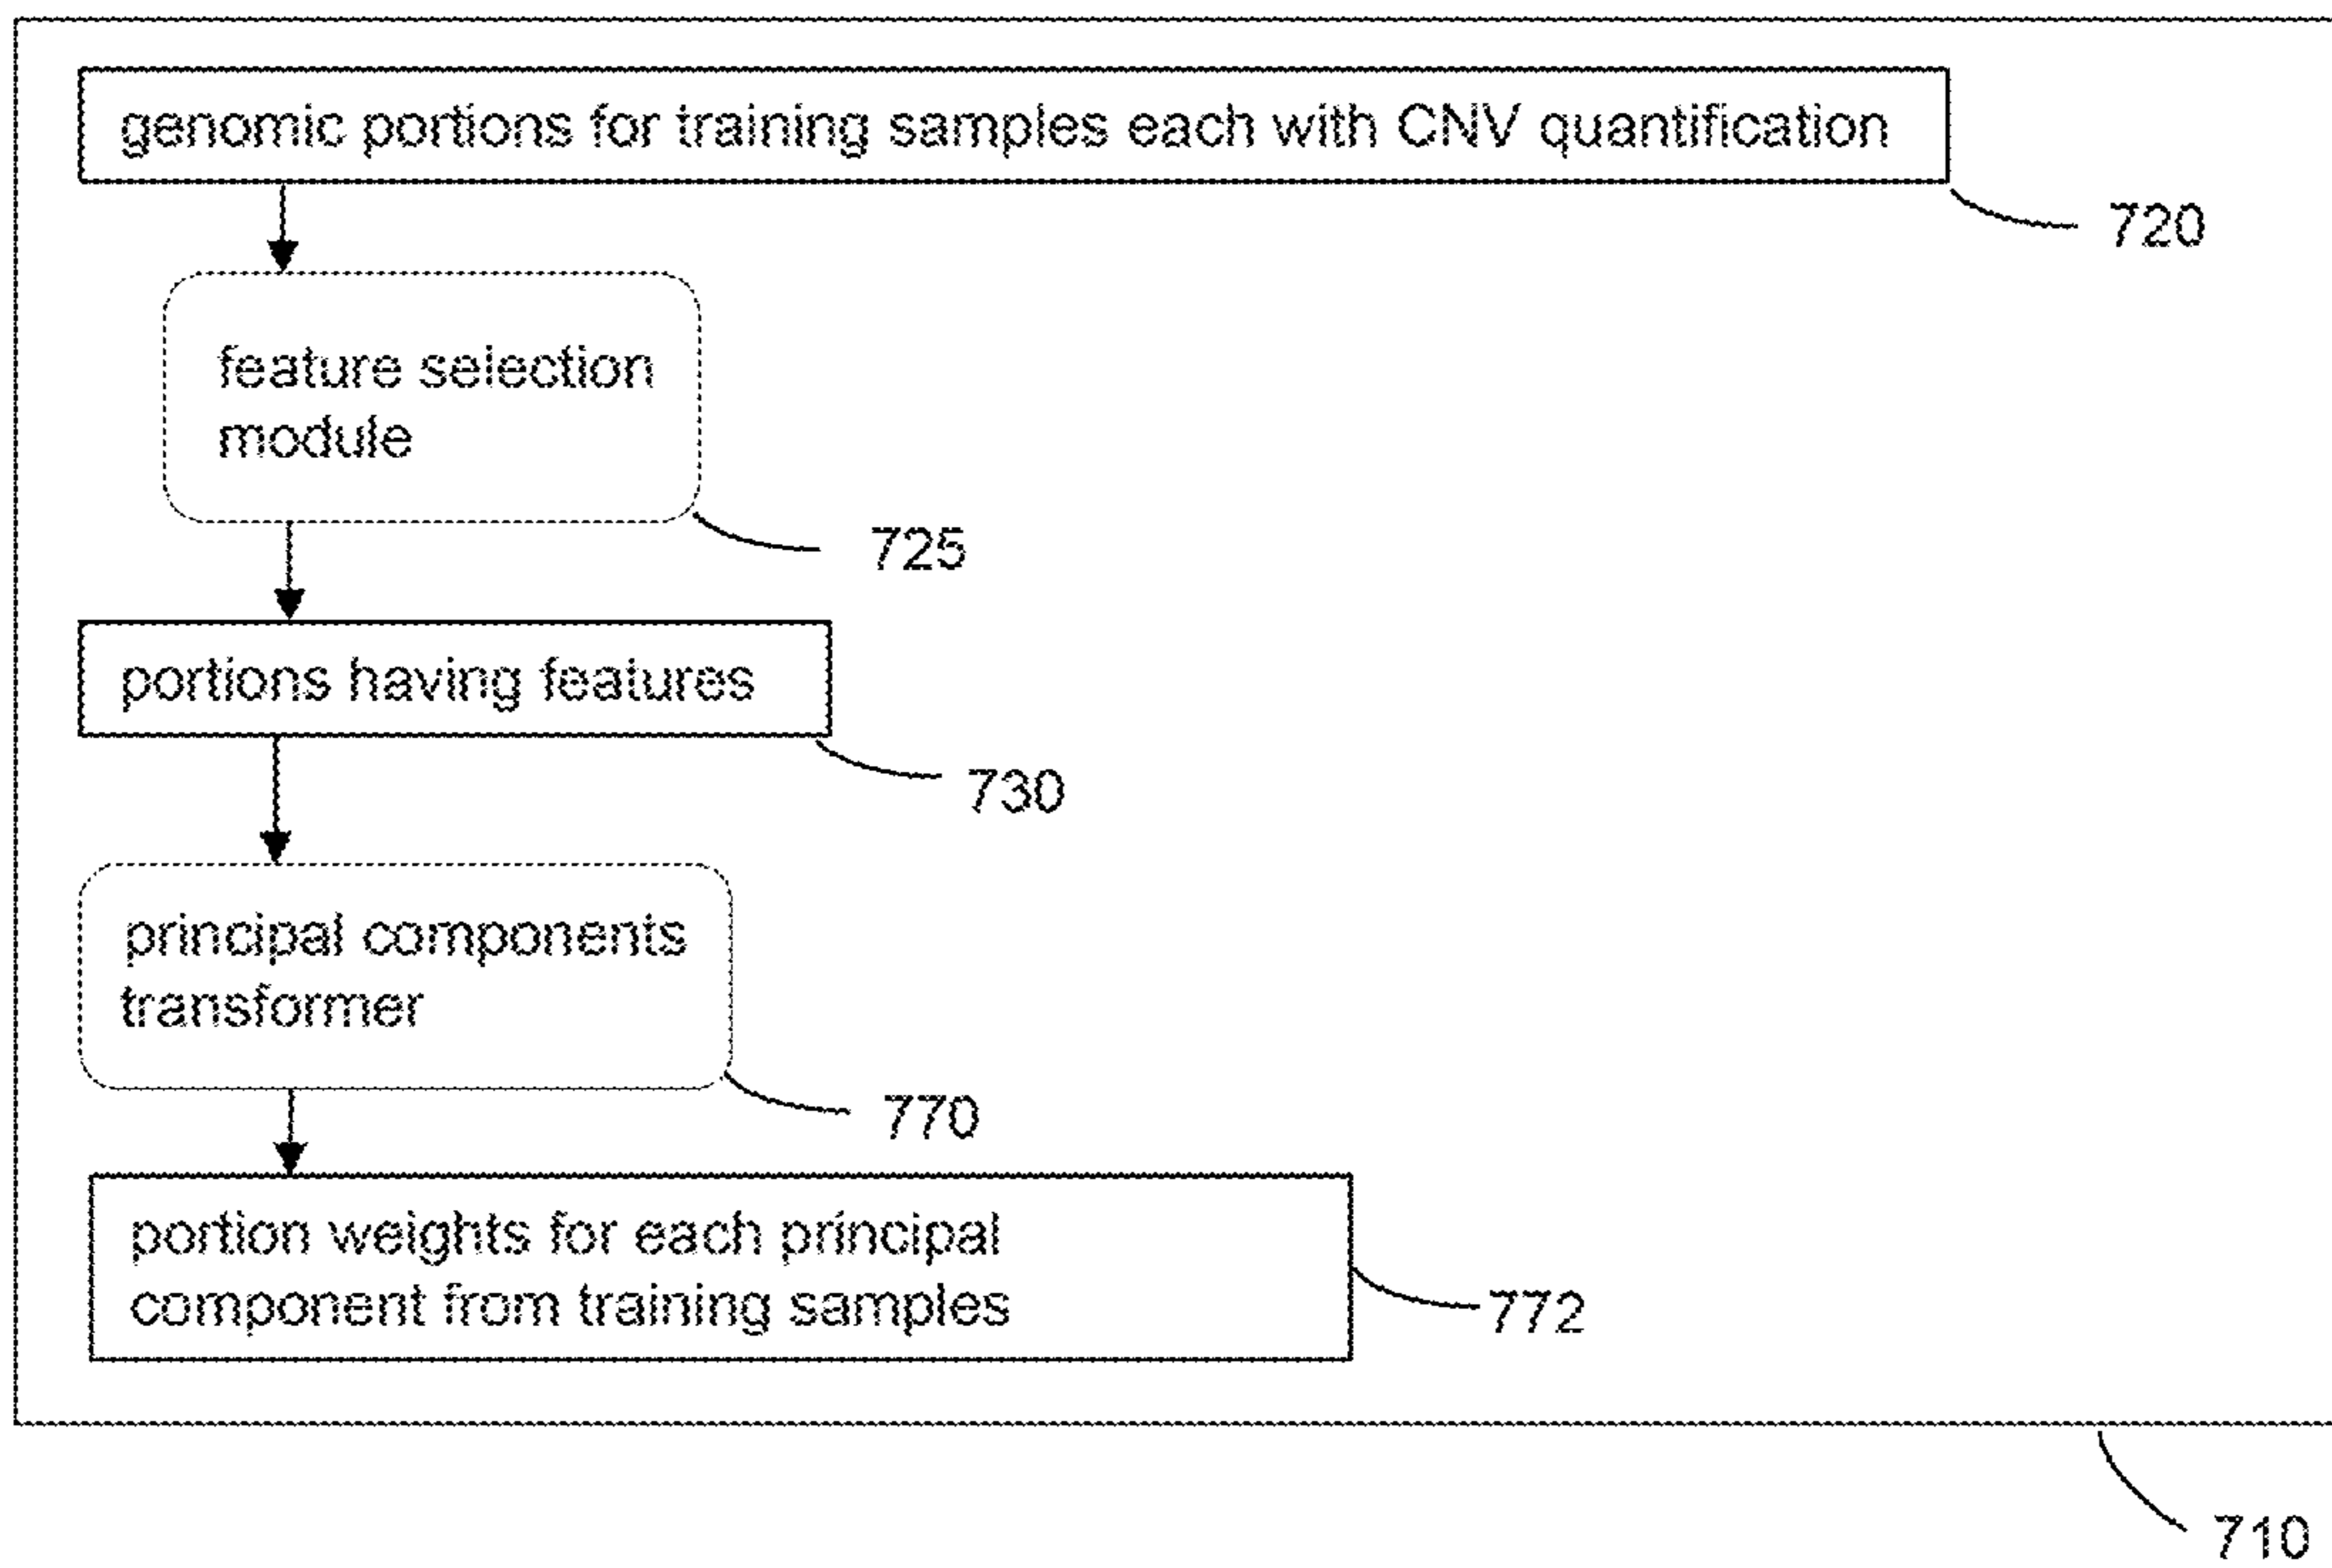 genomic portions for training samples each with CNV quantification
720
feature selection
module
725
portions having features
730
principal components
transformer
770
portion weights for each principal
component from training samples
772
710